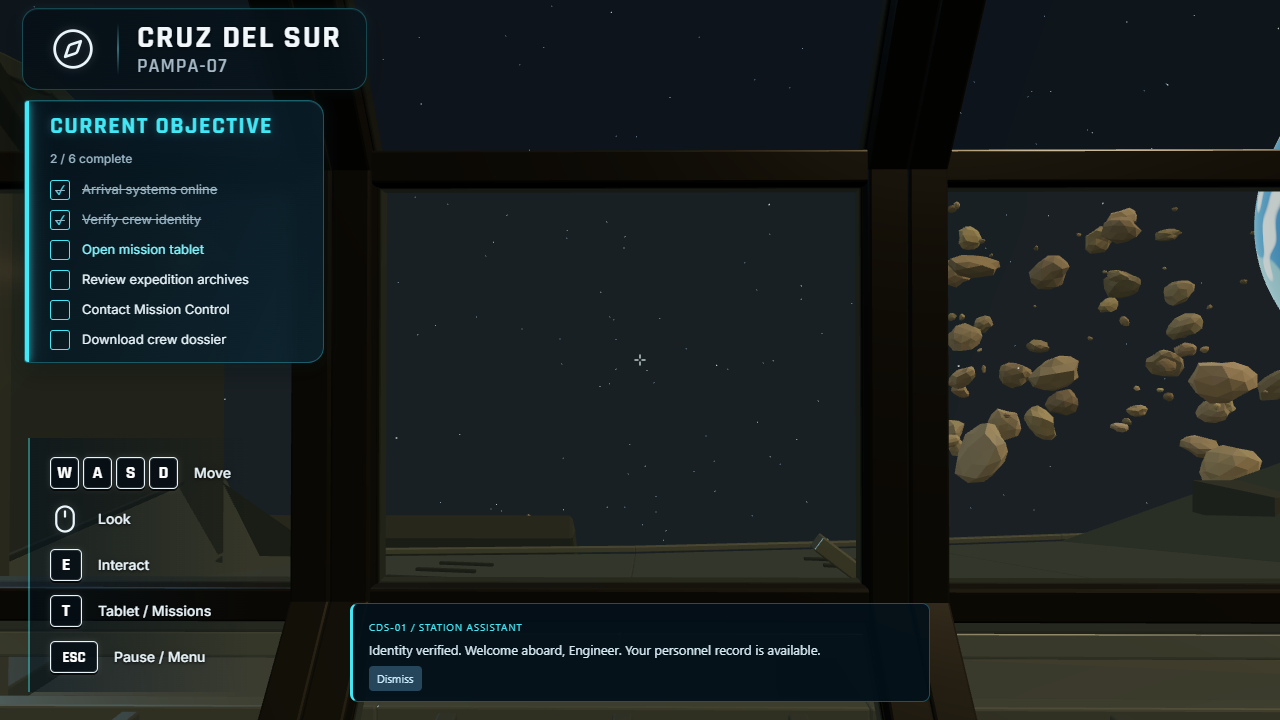 CRUZ DEL SUR
PAMPA-07
CURRENT OBJECTIVE
2 / 6 complete
Arrival systems online
Verify crew identity
Open mission tablet
Review expedition archives
Contact Mission Control
Download crew dossier
W A S D Move
Look
E Interact
T Tablet / Missions
ESC Pause / Menu
CDS-01 / STATION ASSISTANT
Identity verified. Welcome aboard, Engineer. Your personnel record is available.
Dismiss